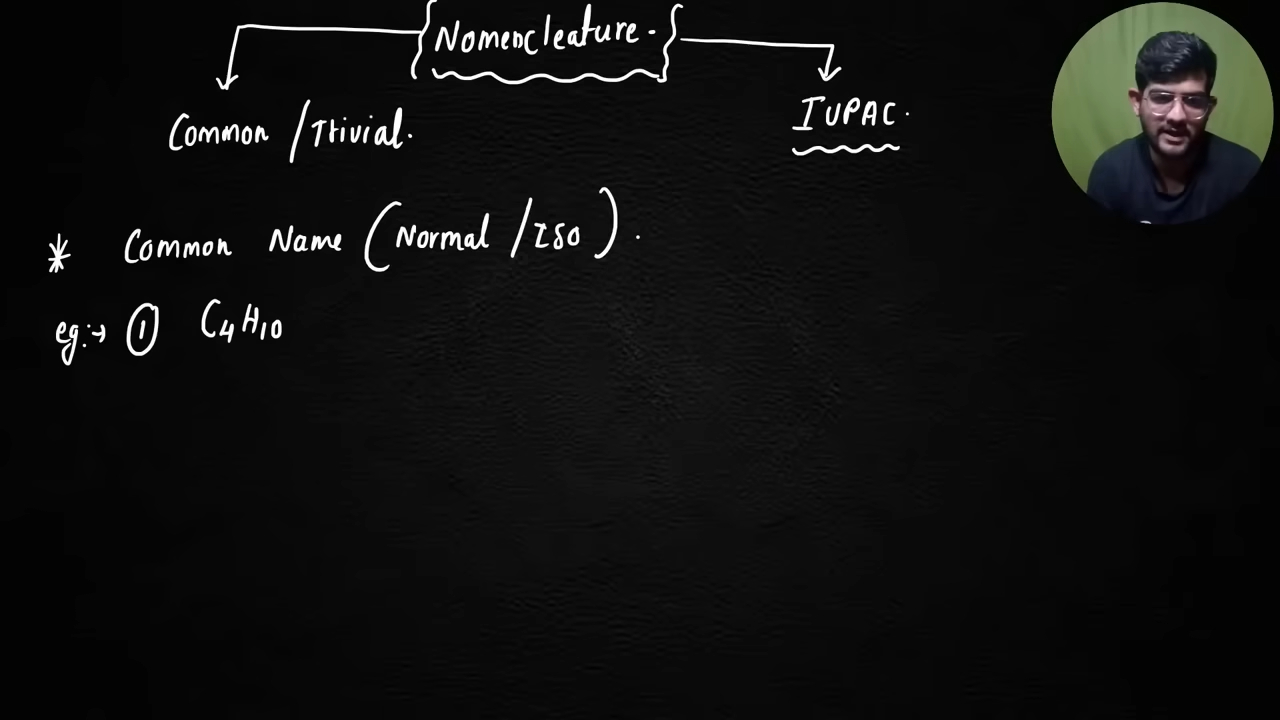 {Nomencleature.}
Common /Trivial.
IUPAC.
* Common Name (Normal /ISO).
eg:→ ① C₄H₁₀